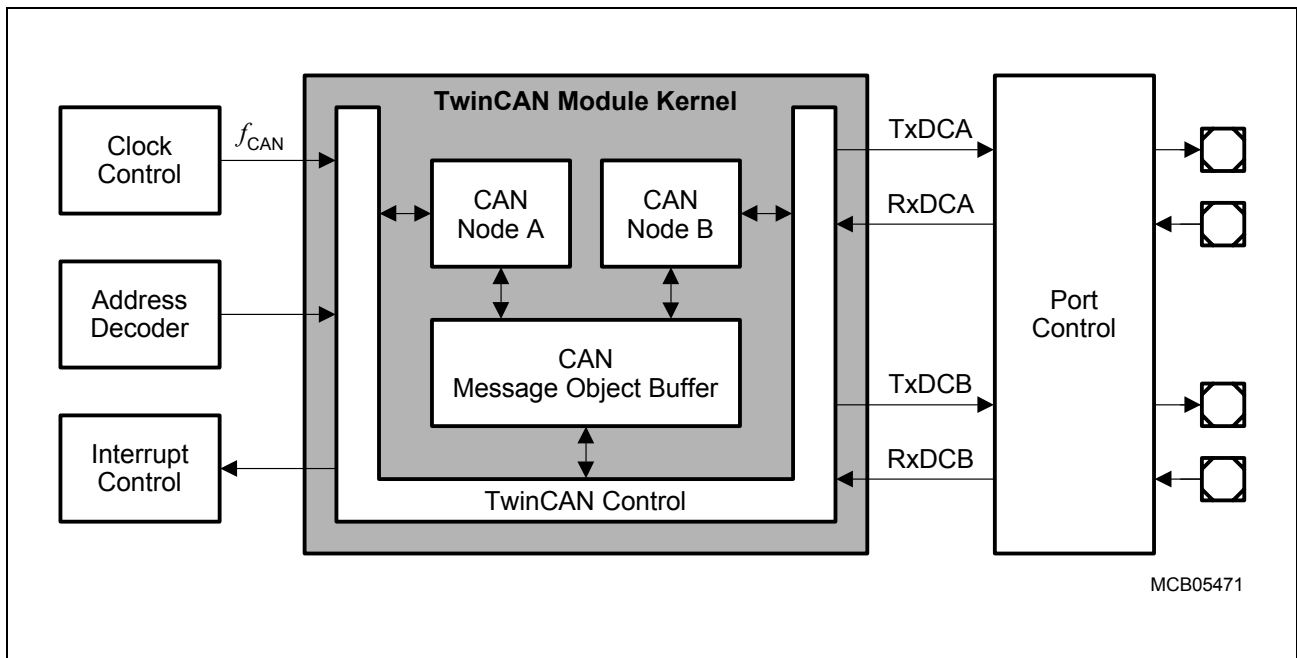 TwinCAN Module Kernel
Clock
Control
fCAN
Address
Decoder
Interrupt
Control
CAN
Node A
CAN
Node B
CAN
Message Object Buffer
TwinCAN Control
TxDCA
RxDCA
TxDCB
RxDCB
Port
Control
MCB05471